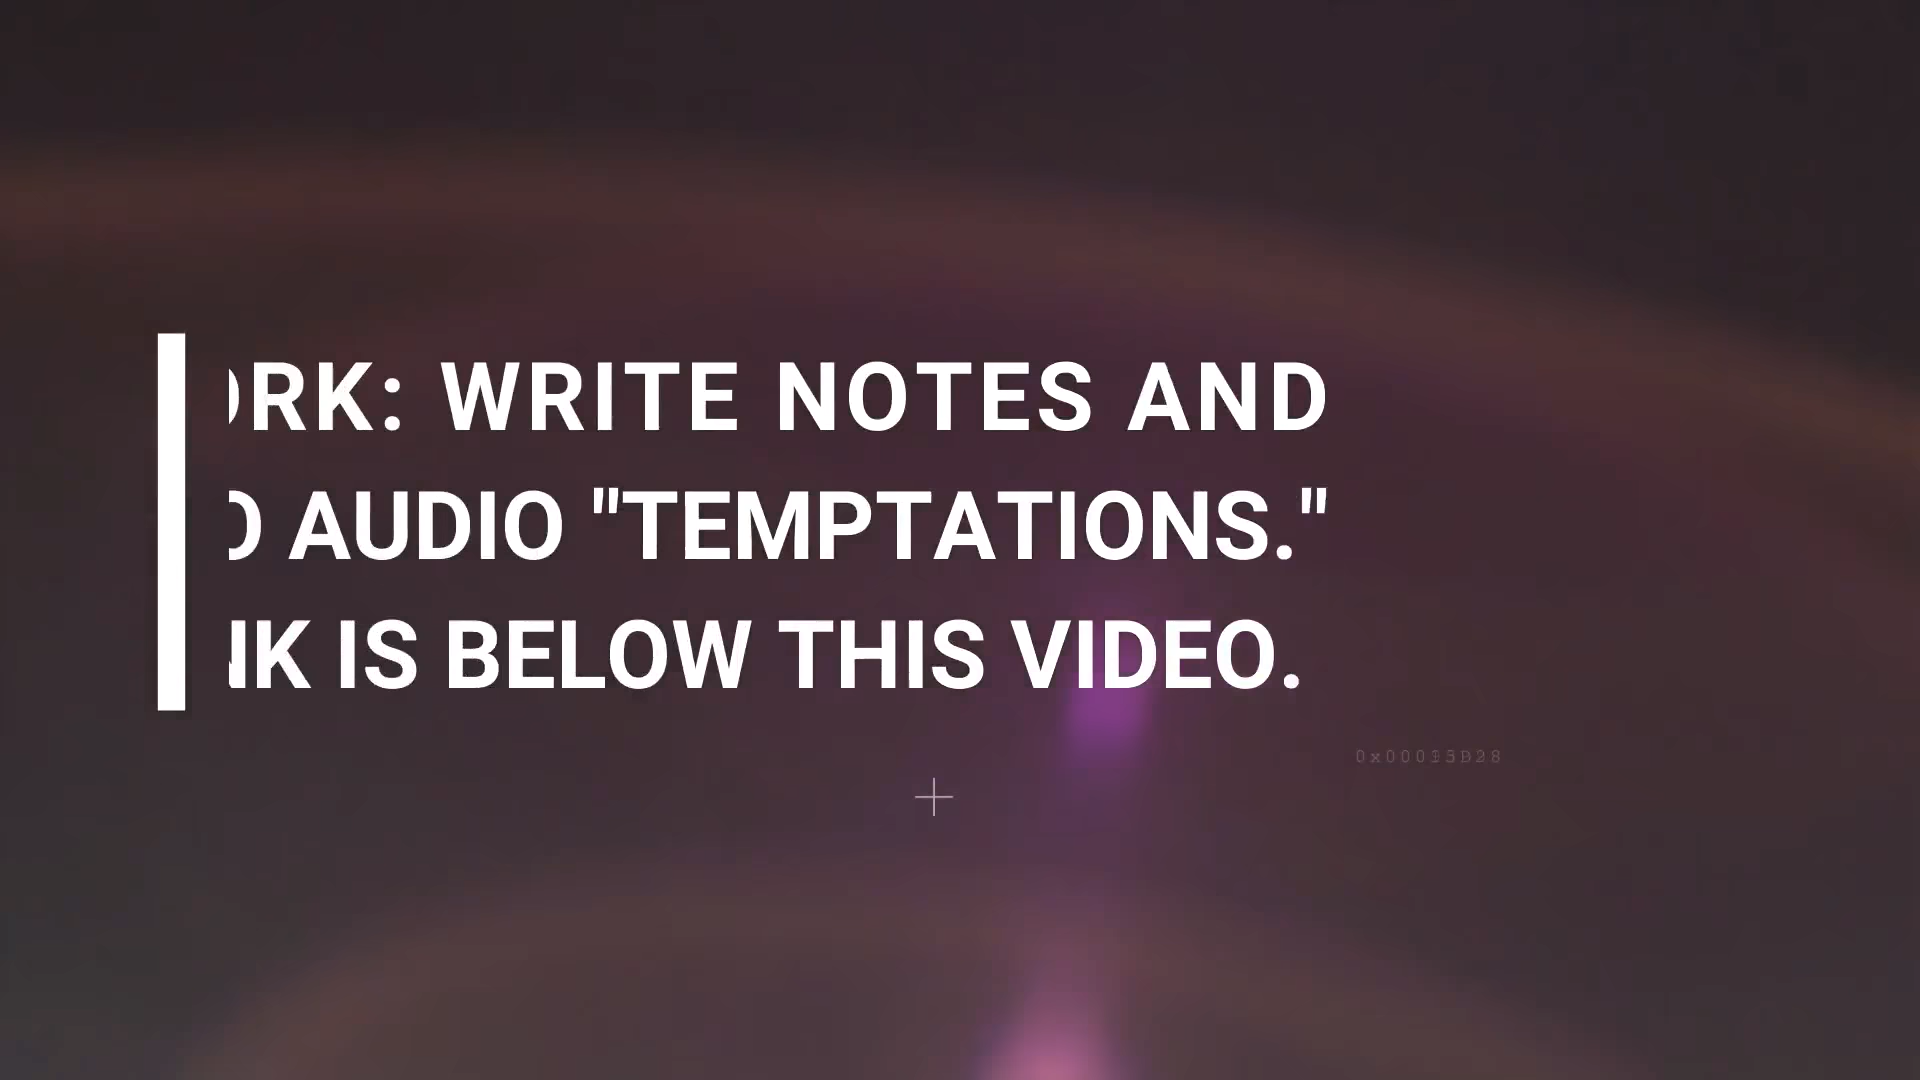 RK: WRITE NOTES AND
AUDIO "TEMPTATIONS."
IS BELOW THIS VIDEO.